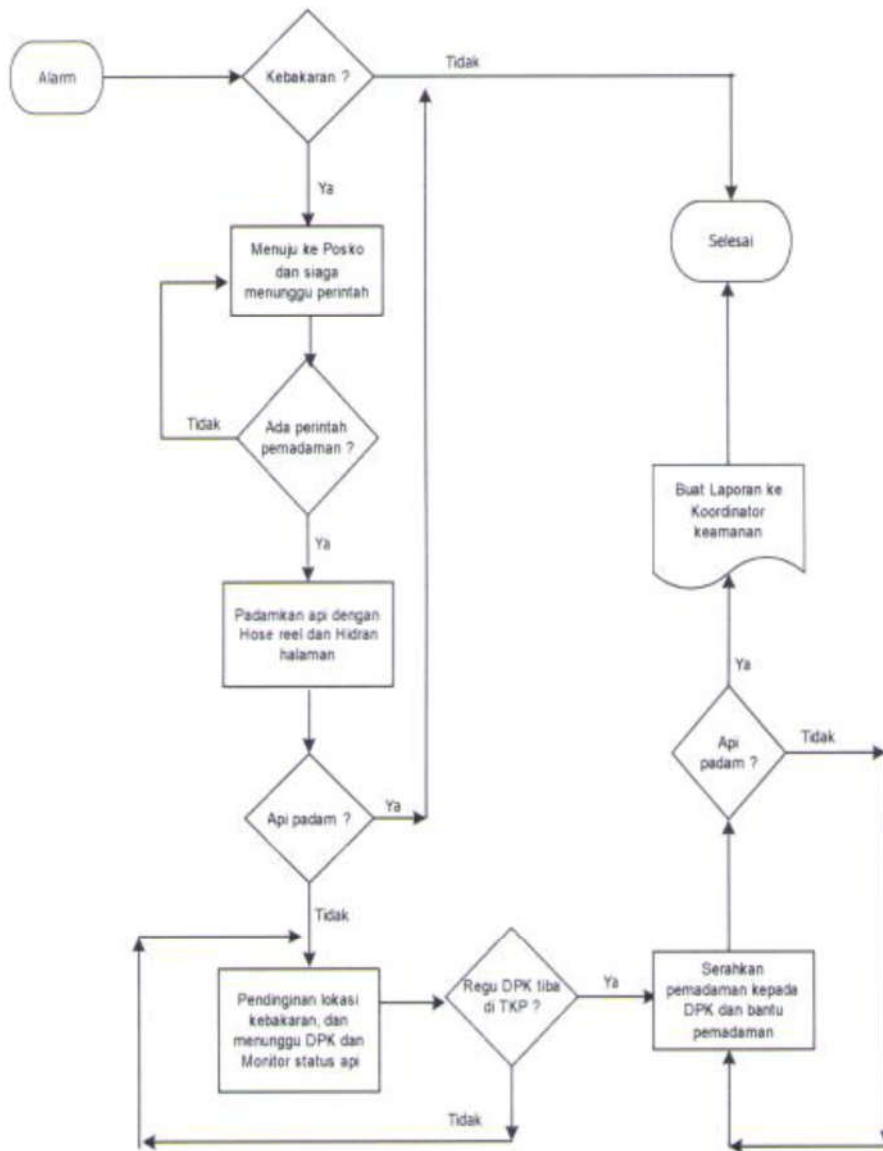 Alarm
Kebakaran ?
Tidak
Ya
Menuju ke Posko
dan siaga
menunggu perintah
Selesai
Tidak
Ada perintah
pemadaman ?
Ya
Buat Laporan ke
Koordinator
keamanan
Padamkan api dengan
Hose reel dan Hidran
halaman
Ya
Api
padam ?
Tidak
Api padam ?
Ya
Tidak
Pendinginan lokasi
kebakaran, dan
menunggu DPK dan
Monitor status api
Regu DPK tiba
di TKP ?
Ya
Serahkan
pemadaman kepada
DPK dan bantu
pemadaman
Tidak